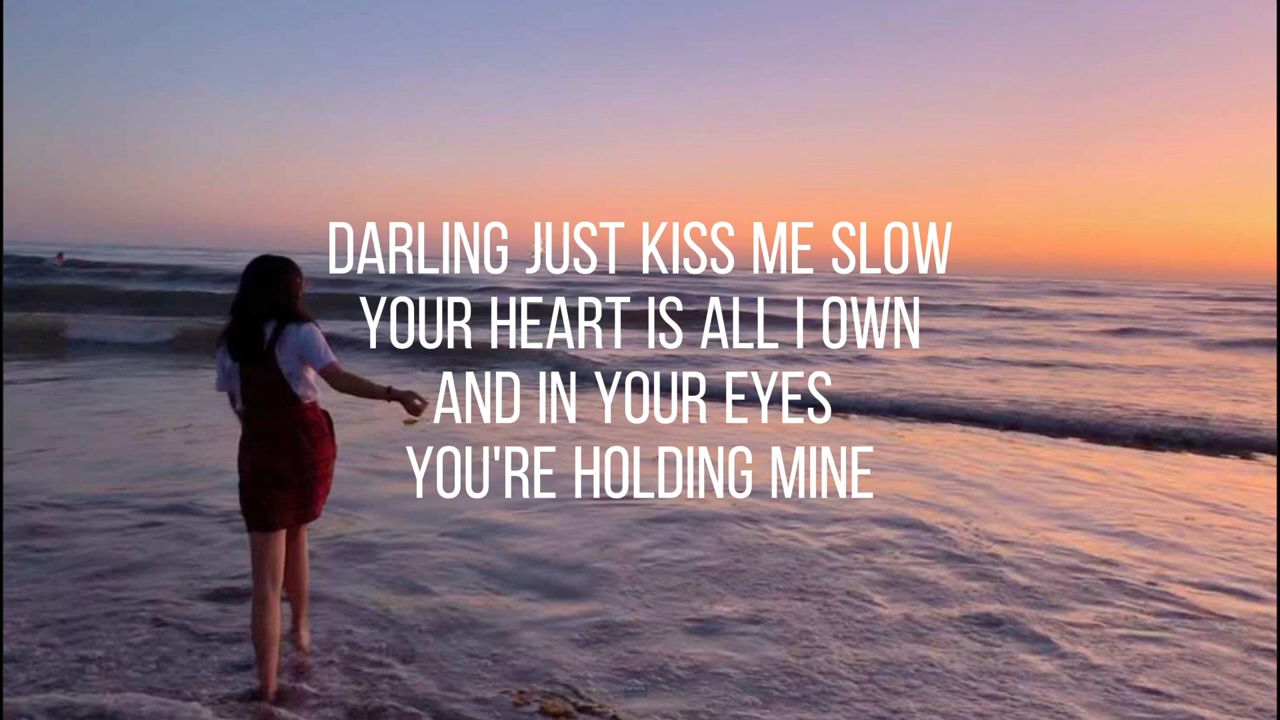 DARLING JUST KISS ME SLOW
YOUR HEART IS ALL I OWN
AND IN YOUR EYES
YOU'RE HOLDING MINE